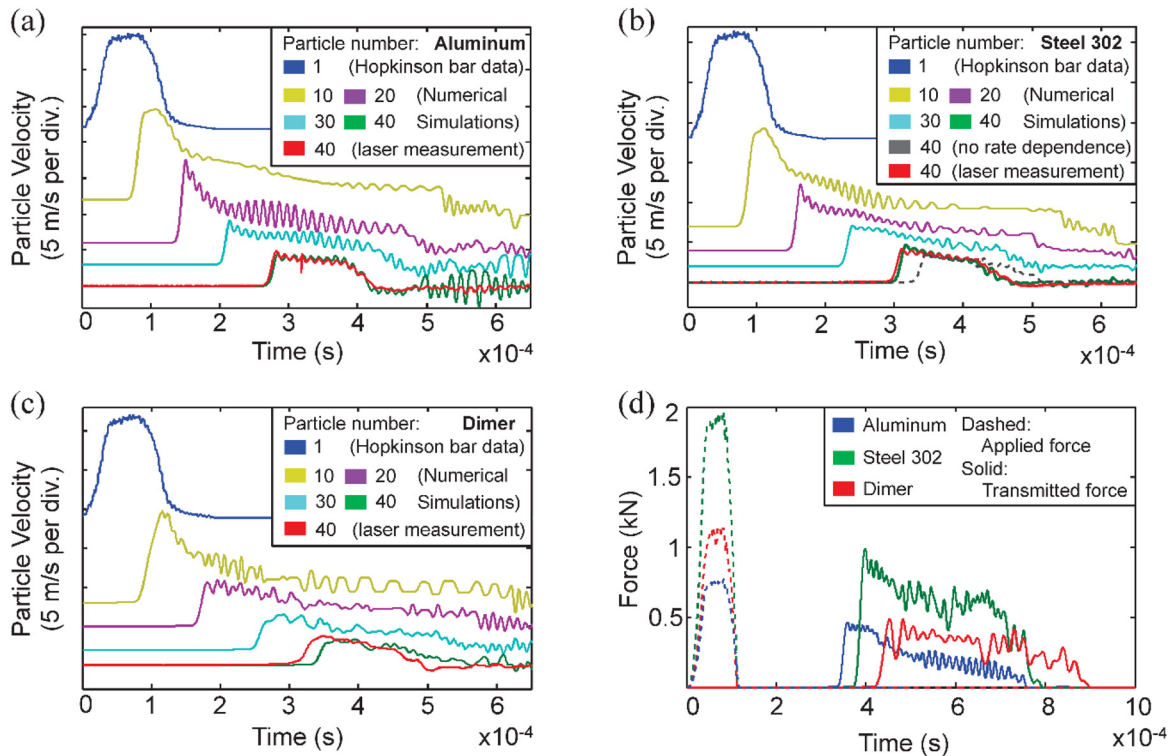 (a)
Particle number: Aluminum
1 (Hopkinson bar data)
10 20 (Numerical
30 40 Simulations)
40 (laser measurement)
Particle Velocity
(5 m/s per div.)
0 1 2 3 4 5 6
x10-4
Time (s)
(b)
Particle number: Steel 302
1 (Hopkinson bar data)
10 20 (Numerical
30 40 Simulations)
40 (no rate dependence)
40 (laser measurement)
Particle Velocity
(5 m/s per div.)
0 1 2 3 4 5 6
x10-4
Time (s)
(c)
Particle number: Dimer
1 (Hopkinson bar data)
10 20 (Numerical
30 40 Simulations)
40 (laser measurement)
Particle Velocity
(5 m/s per div.)
0 1 2 3 4 5 6
x10-4
Time (s)
(d)
Aluminum Dashed:
Applied force
Steel 302 Solid:
Dimer Transmitted force
Force (kN)
2
1.5
1
0.5
0 2 4 6 8 10
x10-4
Time (s)